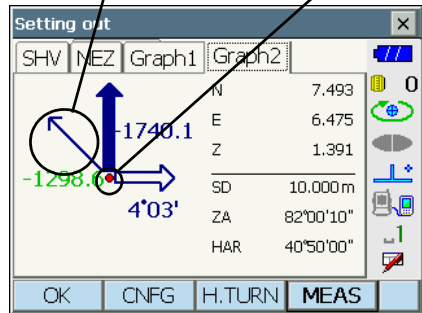 Setting out
SHV NEZ Graph1 Graph2
N 7.493
E 6.475
Z 1.391
SD 10.000 m
ZA 82°00'10"
HAR 40°50'00"
-1740.1
-1298.6
4°03'
0
1
OK CNFG H.TURN MEAS